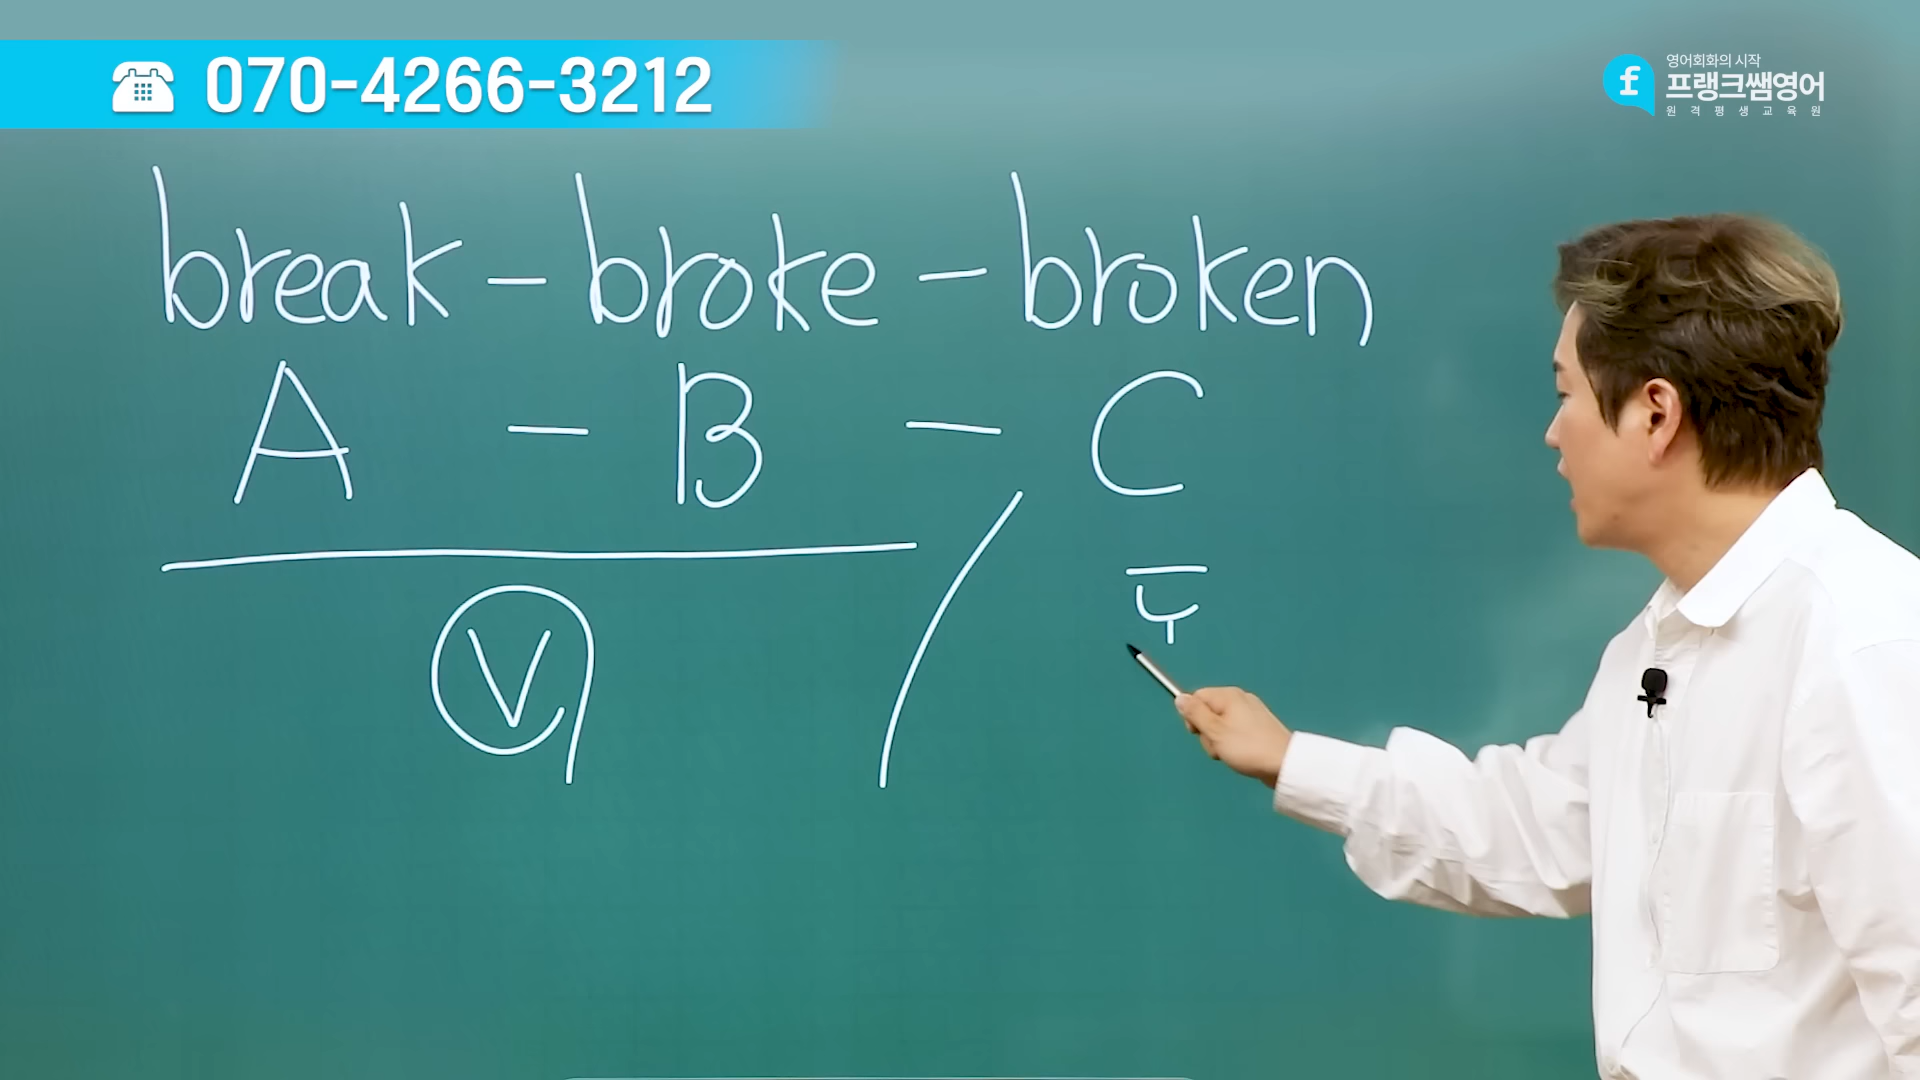 070-4266-3212
영어회화의 시작
프랭크쌤영어
원격평생교육원
break - broke - broken
A - B - C
V